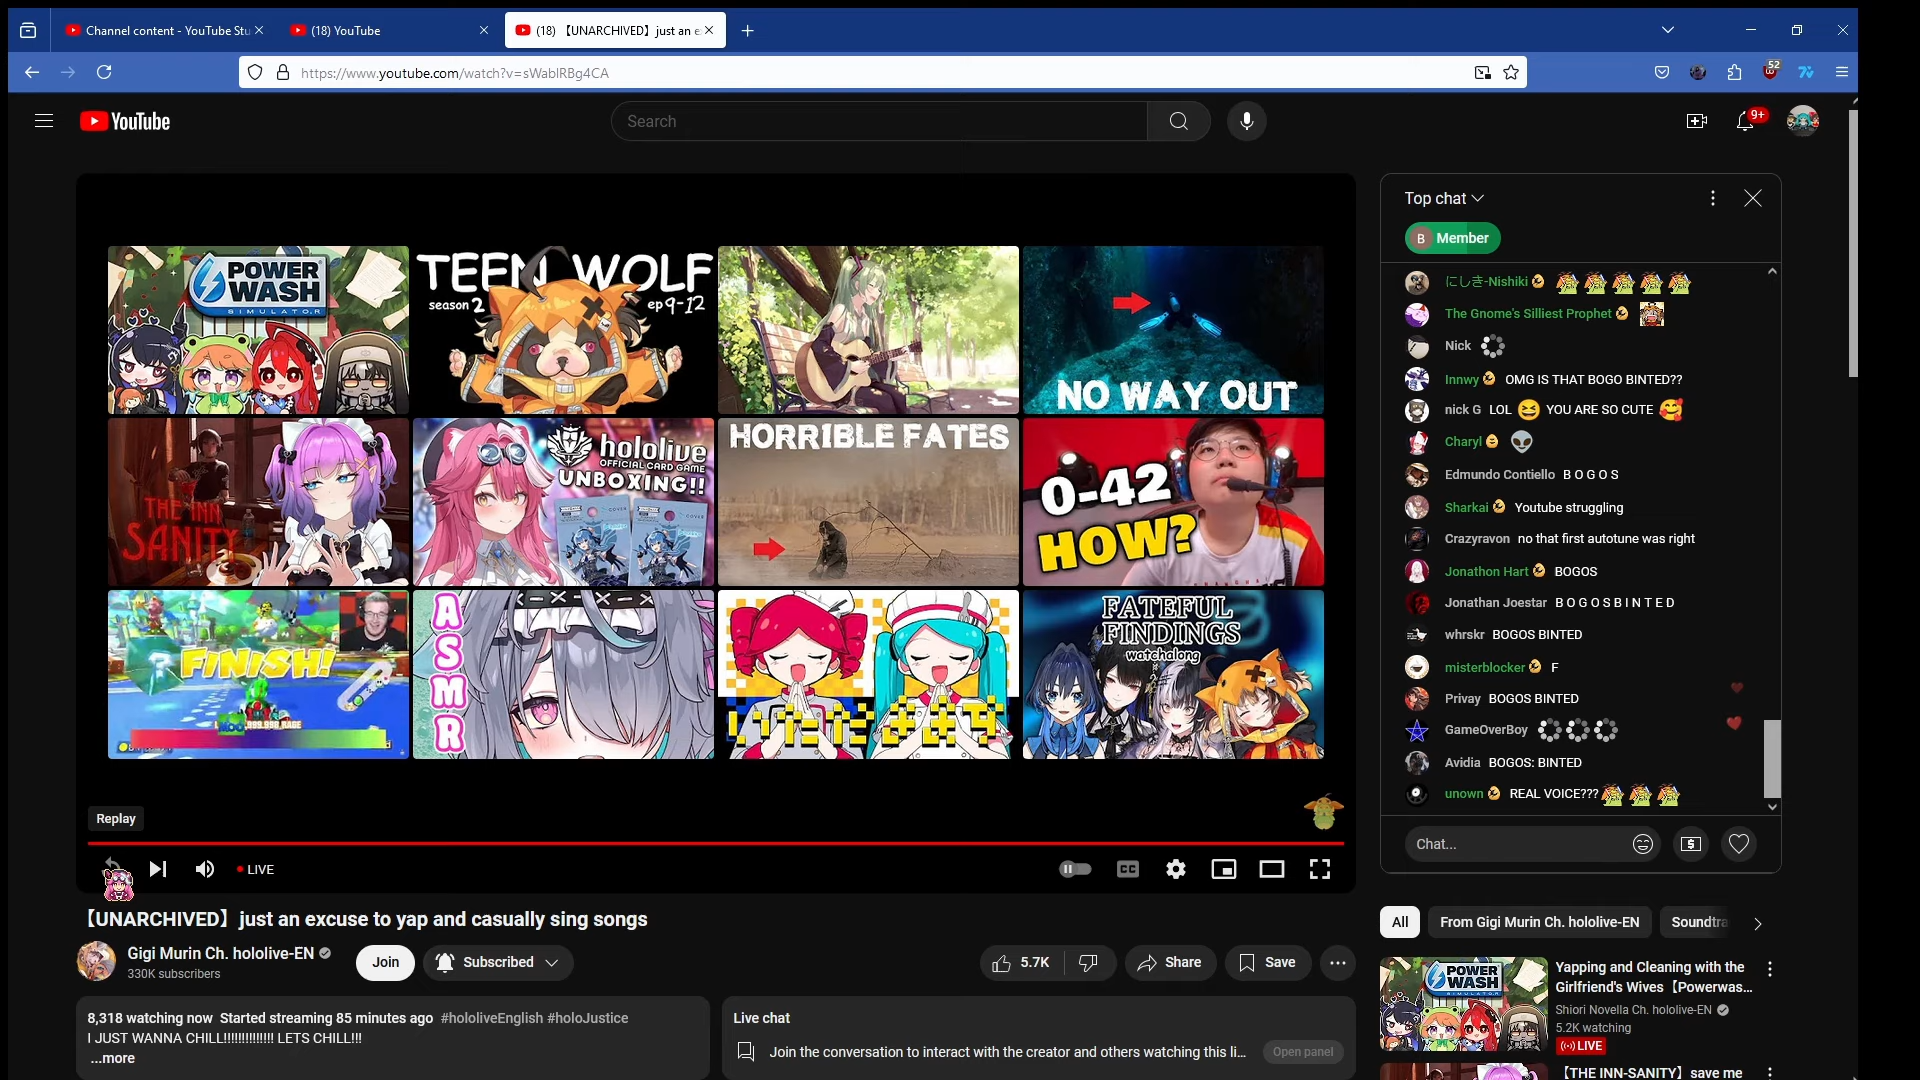 Channel content - YouTube Stu
(18) YouTube
(18) 【UNARCHIVED】just an e
https://www.youtube.com/watch?v=sWablRBg4CA
52
YouTube
Search
9+
POWER
WASH
SIMULATOR
TEEN WOLF
season 2
ep 9-12
NO WAY OUT
THE INN
SANITY
hololive
OFFICIAL CARD GAME
UNBOXING!!
HORRIBLE FATES
0-42
HOW?
FINISH!
ASMR
FATEFUL
FINDINGS
watchalong
Replay
LIVE
CC
Top chat
B Member
にしき-Nishiki
The Gnome's Silliest Prophet
Nick
Innwy OMG IS THAT BOGO BINTED??
nick G LOL YOU ARE SO CUTE
Charyl
Edmundo Contiello B O G O S
Sharkai Youtube struggling
Crazyravon no that first autotune was right
Jonathon Hart BOGOS
Jonathan Joestar B O G O S B I N T E D
whrskr BOGOS BINTED
misterblocker F
Privay BOGOS BINTED
GameOverBoy
Avidia BOGOS: BINTED
unown REAL VOICE???
Chat...
【UNARCHIVED】just an excuse to yap and casually sing songs
Gigi Murin Ch. hololive-EN
330K subscribers
Join
Subscribed
5.7K
Share
Save
8,318 watching now Started streaming 85 minutes ago #hololiveEnglish #holoJustice
I JUST WANNA CHILL!!!!!!!!!!!!!! LETS CHILL!!!
...more
Live chat
Join the conversation to interact with the creator and others watching this li...
Open panel
All
From Gigi Murin Ch. hololive-EN
Soundtra
POWER
WASH
SIMULATOR
Yapping and Cleaning with the
Girlfriend's Wives【Powerwas...
Shiori Novella Ch. hololive-EN
5.2K watching
LIVE
【THE INN-SANITY】save me